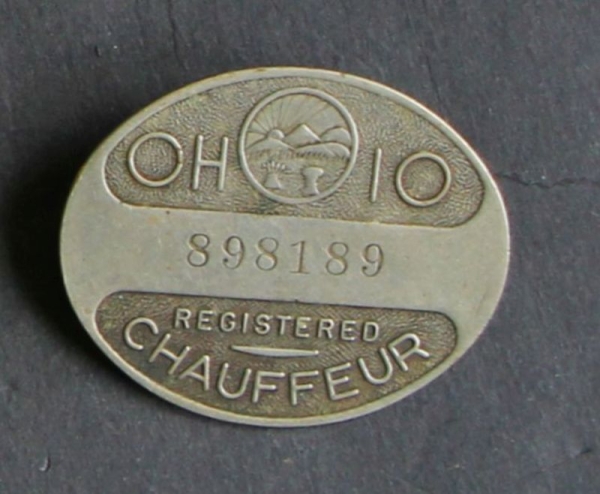 OHIO
898189
REGISTERED
CHAUFFEUR